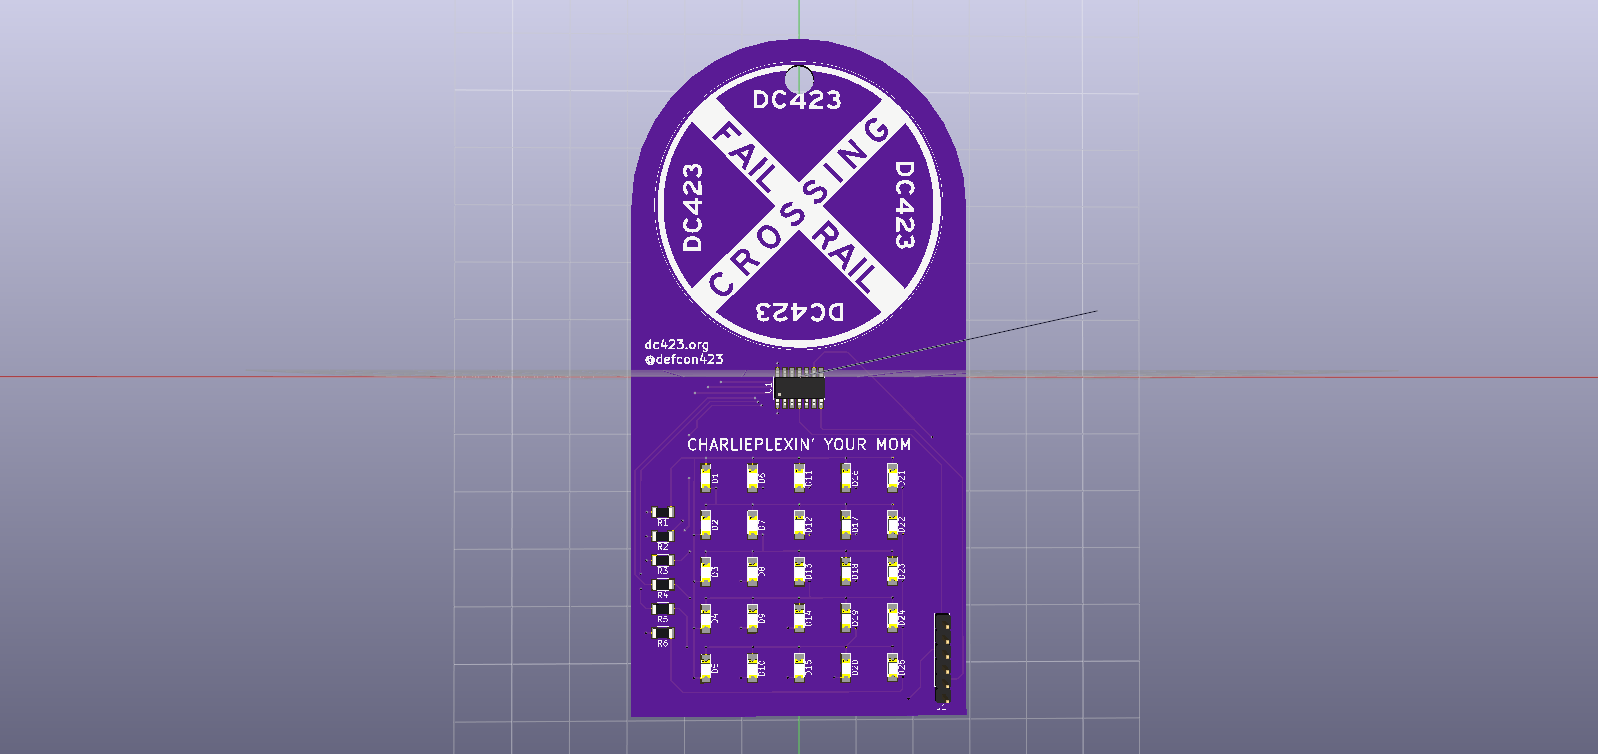 DC423
FAIL
CROSSING
RAIL
DC423
DC423
DC423
dc423.org
@defcon423
U1
CHARLIEPLEXIN' YOUR MOM
D1 D6 D11 D16 D21
R1
D2 D7 D12 D17 D22
R2
R3
D3 D8 D13 D18 D23
R4
D4 D9 D14 D19 D24
R5
R6
D5 D10 D15 D20 D25